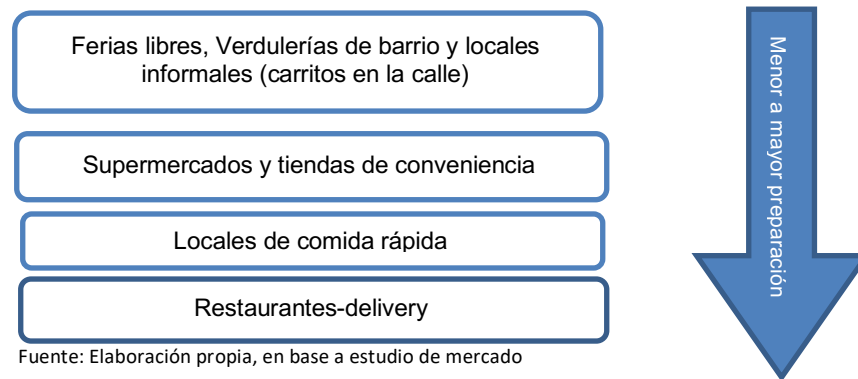 Ferias libres, Verdulerías de barrio y locales
informales (carritos en la calle)
Supermercados y tiendas de conveniencia
Locales de comida rápida
Restaurantes-delivery
Menor a mayor preparación
Fuente: Elaboración propia, en base a estudio de mercado